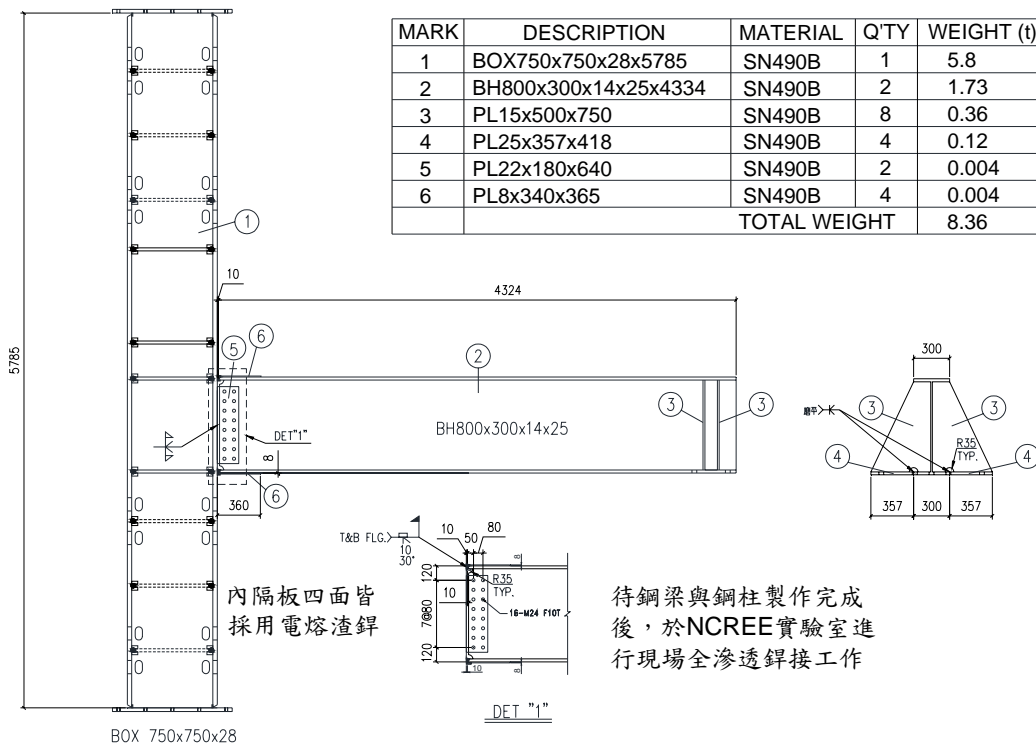 MARK DESCRIPTION MATERIAL Q'TY WEIGHT (t)
1 BOX750x750x28x5785 SN490B 1 5.8
2 BH800x300x14x25x4334 SN490B 2 1.73
3 PL15x500x750 SN490B 8 0.36
4 PL25x357x418 SN490B 4 0.12
5 PL22x180x640 SN490B 2 0.004
6 PL8x340x365 SN490B 4 0.004
TOTAL WEIGHT 8.36
1
10
4324
5785
5
6
2
3
3
BH800x300x14x25
DET"1"
8
6
360
300
3
3
磨平
R35
TYP.
4
4
357 300 357
T&B FLG.
10
30°
10
50
80
8
120
7@80
120
10
R35
TYP.
16-M24 F10T
10
8
DET "1"
內隔板四面皆
採用電熔渣銲
待鋼梁與鋼柱製作完成
後，於NCREE實驗室進
行現場全滲透銲接工作
BOX 750x750x28